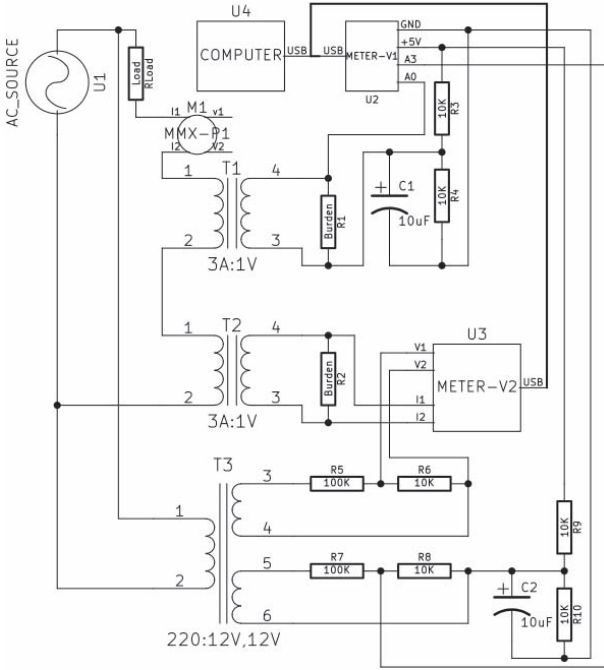 U4
COMPUTER
USB
USB
METER-V1
U2
GND
+5V
A3
A0
AC_SOURCE
U1
Load
RLoad
I1
M1
V1
MMX-P1
I2
V2
10K
R3
10K
R4
C1
10uF
T1
1
4
2
3
3A:1V
Burden
R1
T2
1
4
2
3
3A:1V
Burden
R2
U3
V1
V2
METER-V2
USB
I1
I2
T3
1
2
3
4
5
6
220:12V,12V
R5
100K
R6
10K
R7
100K
R8
10K
10K
R9
C2
10uF
10K
R10